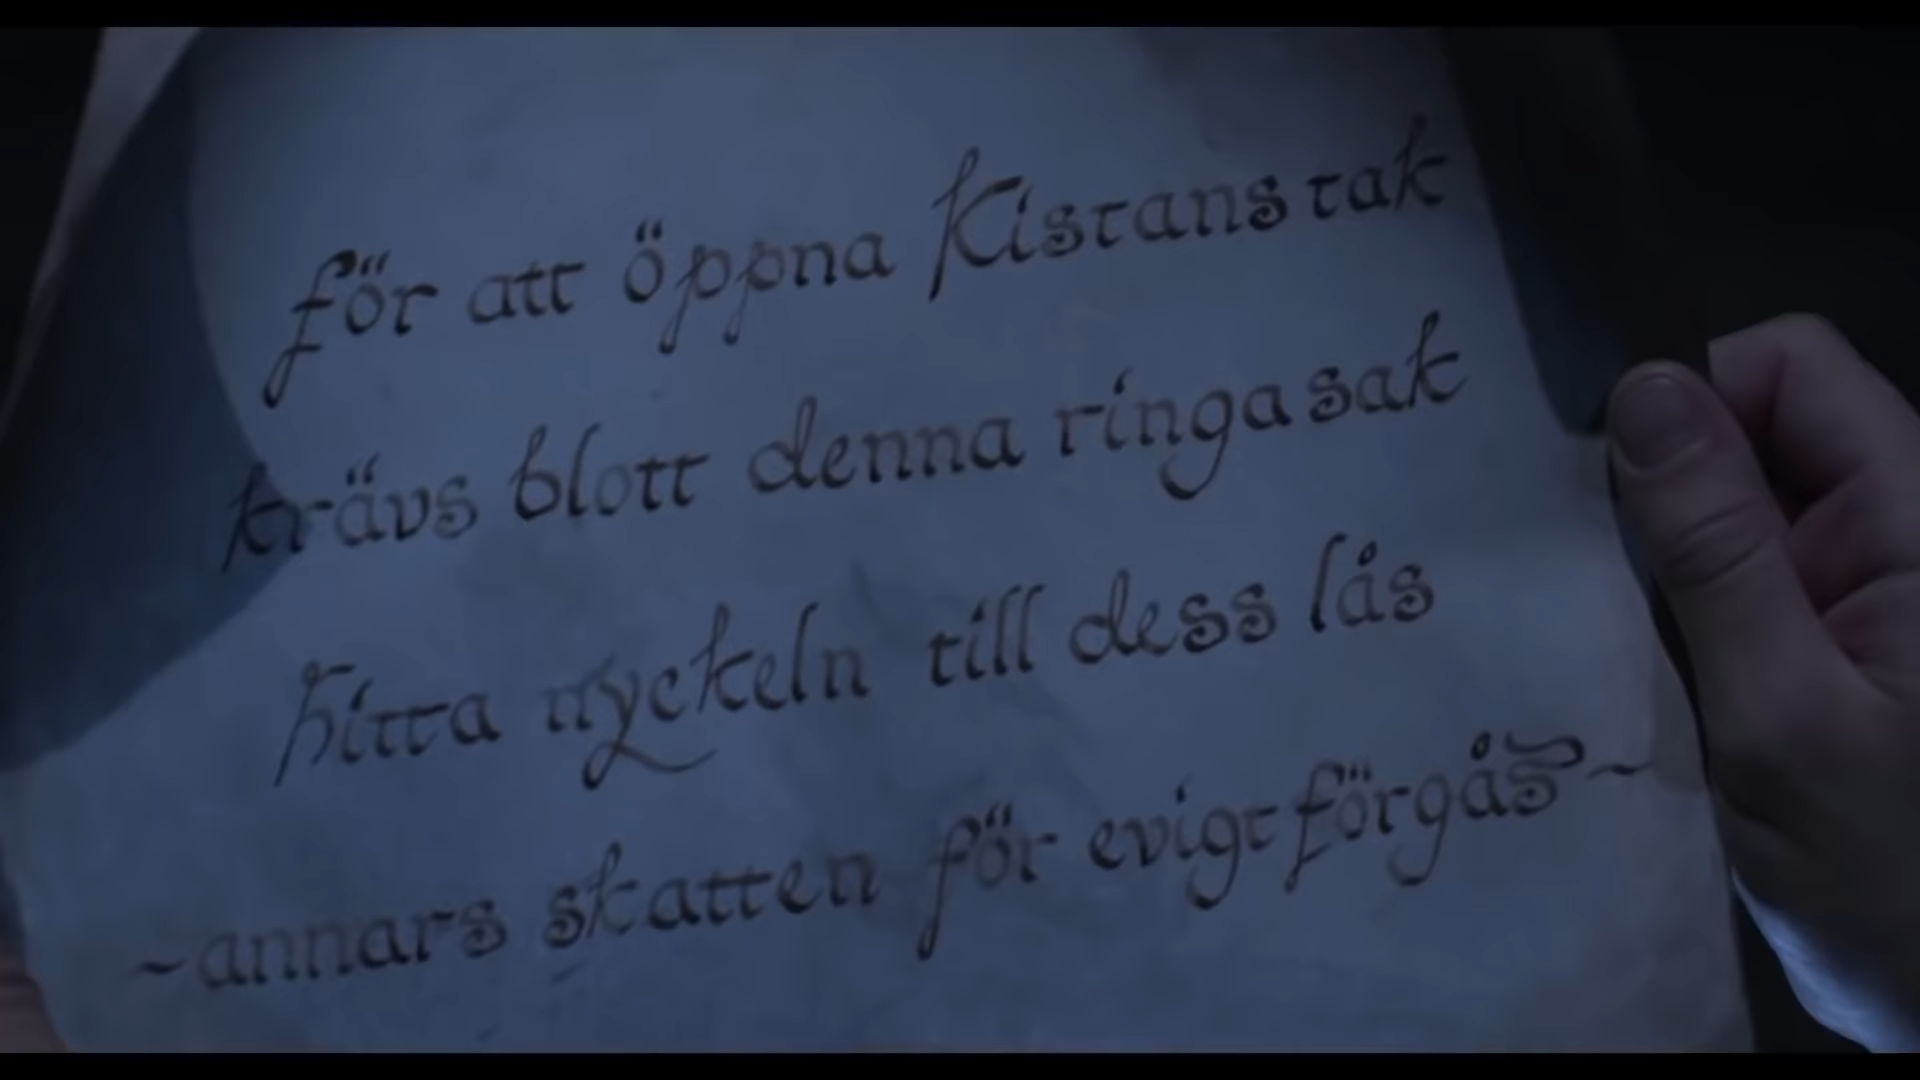 för att öppna Kistans tak
krävs blott denna ringa sak
hitta nyckeln till dess lås
~annars skatten för evigt förgås~